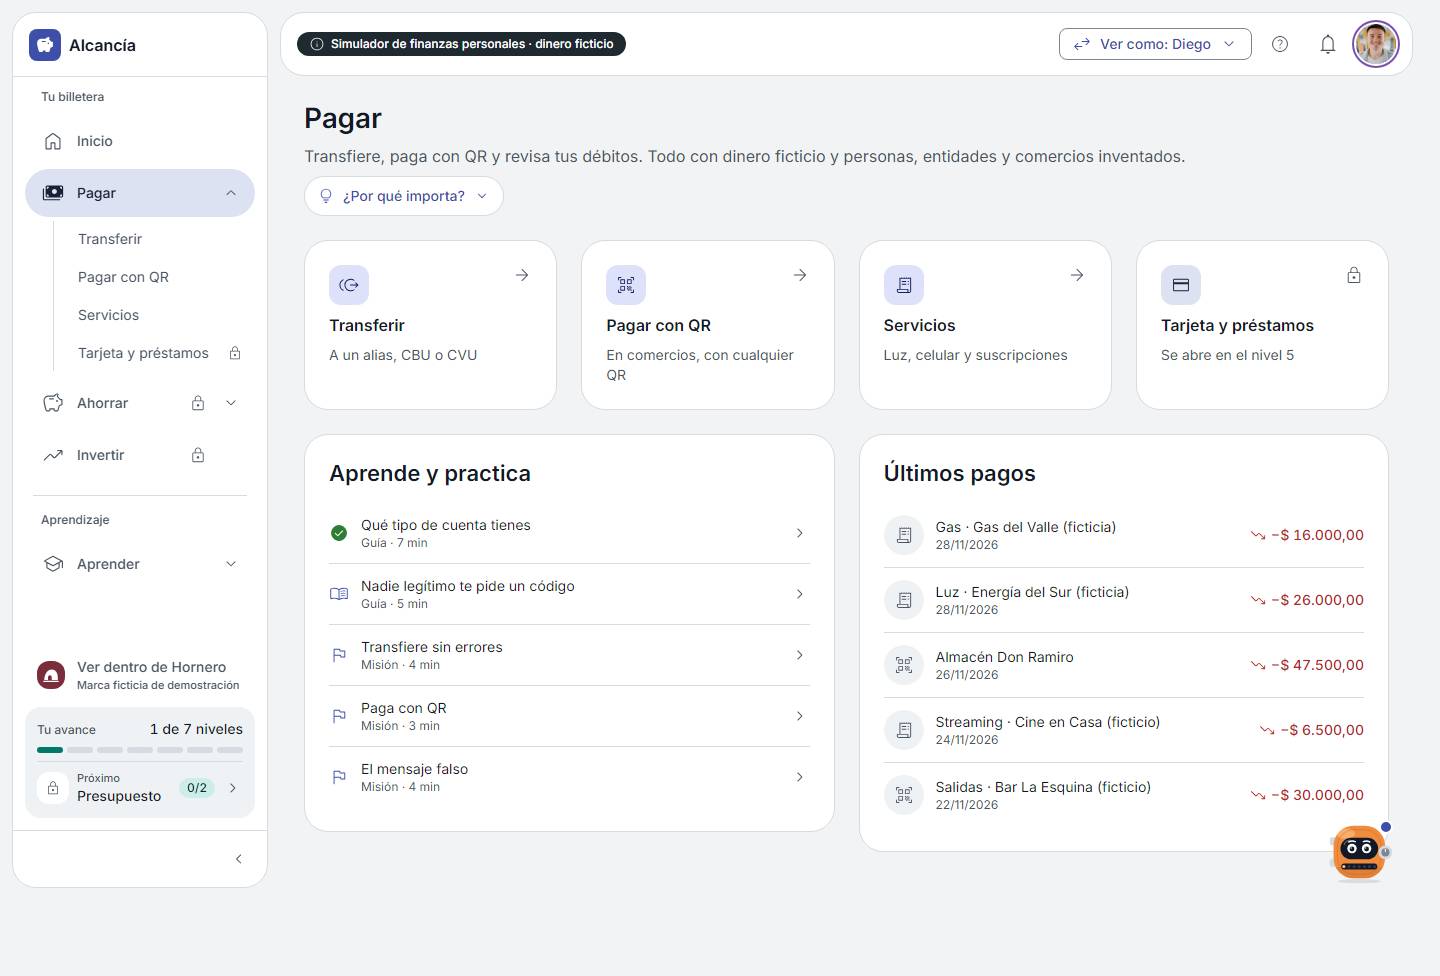 Alcancía
Simulador de finanzas personales · dinero ficticio
Ver como: Diego
Tu billetera
Inicio
Pagar
Transferir
Pagar con QR
Servicios
Tarjeta y préstamos
Ahorrar
Invertir
Aprendizaje
Aprender
Ver dentro de Hornero
Marca ficticia de demostración
Tu avance
1 de 7 niveles
Próximo
Presupuesto
0/2
Pagar
Transfiere, paga con QR y revisa tus débitos. Todo con dinero ficticio y personas, entidades y comercios inventados.
¿Por qué importa?
Transferir
A un alias, CBU o CVU
Pagar con QR
En comercios, con cualquier
QR
Servicios
Luz, celular y suscripciones
Tarjeta y préstamos
Se abre en el nivel 5
Aprende y practica
Qué tipo de cuenta tienes
Guía · 7 min
Nadie legítimo te pide un código
Guía · 5 min
Transfiere sin errores
Misión · 4 min
Paga con QR
Misión · 3 min
El mensaje falso
Misión · 4 min
Últimos pagos
Gas · Gas del Valle (ficticia)
28/11/2026
−$ 16.000,00
Luz · Energía del Sur (ficticia)
28/11/2026
−$ 26.000,00
Almacén Don Ramiro
26/11/2026
−$ 47.500,00
Streaming · Cine en Casa (ficticio)
24/11/2026
−$ 6.500,00
Salidas · Bar La Esquina (ficticio)
22/11/2026
−$ 30.000,00